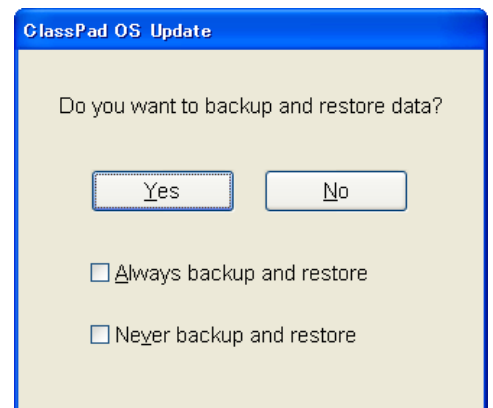 ClassPad OS Update
Do you want to backup and restore data?
Yes No
Always backup and restore
Never backup and restore